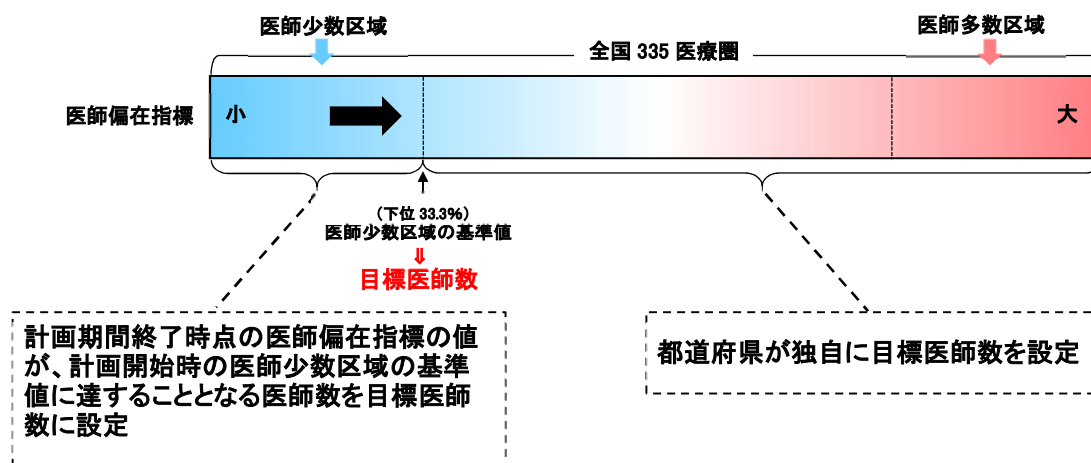 医師少数区域
医師多数区域
全国335医療圏
医師偏在指標
小
大
(下位33.3%)
医師少数区域の基準値
⇓
目標医師数
計画期間終了時点の医師偏在指標の値
が、計画開始時の医師少数区域の基準
値に達することとなる医師数を目標医師
数に設定
都道府県が独自に目標医師数を設定